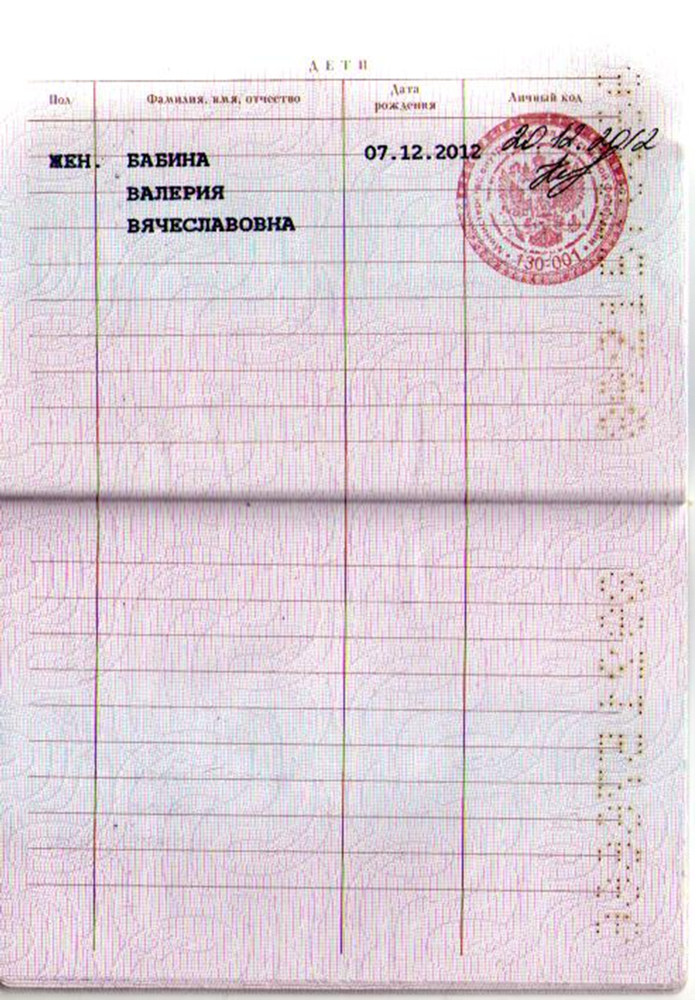 ДЕТИ
Пол Фамилия, имя, отчество Дата рождения Личный код
ЖЕН. БАБИНА 07.12.2012 20.12.2012
ВАЛЕРИЯ
ВЯЧЕСЛАВОВНА
130-001